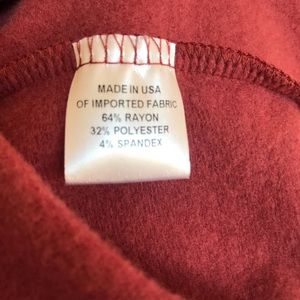 MADE IN USA
OF IMPORTED FABRIC
64% RAYON
32% POLYESTER
4% SPANDEX